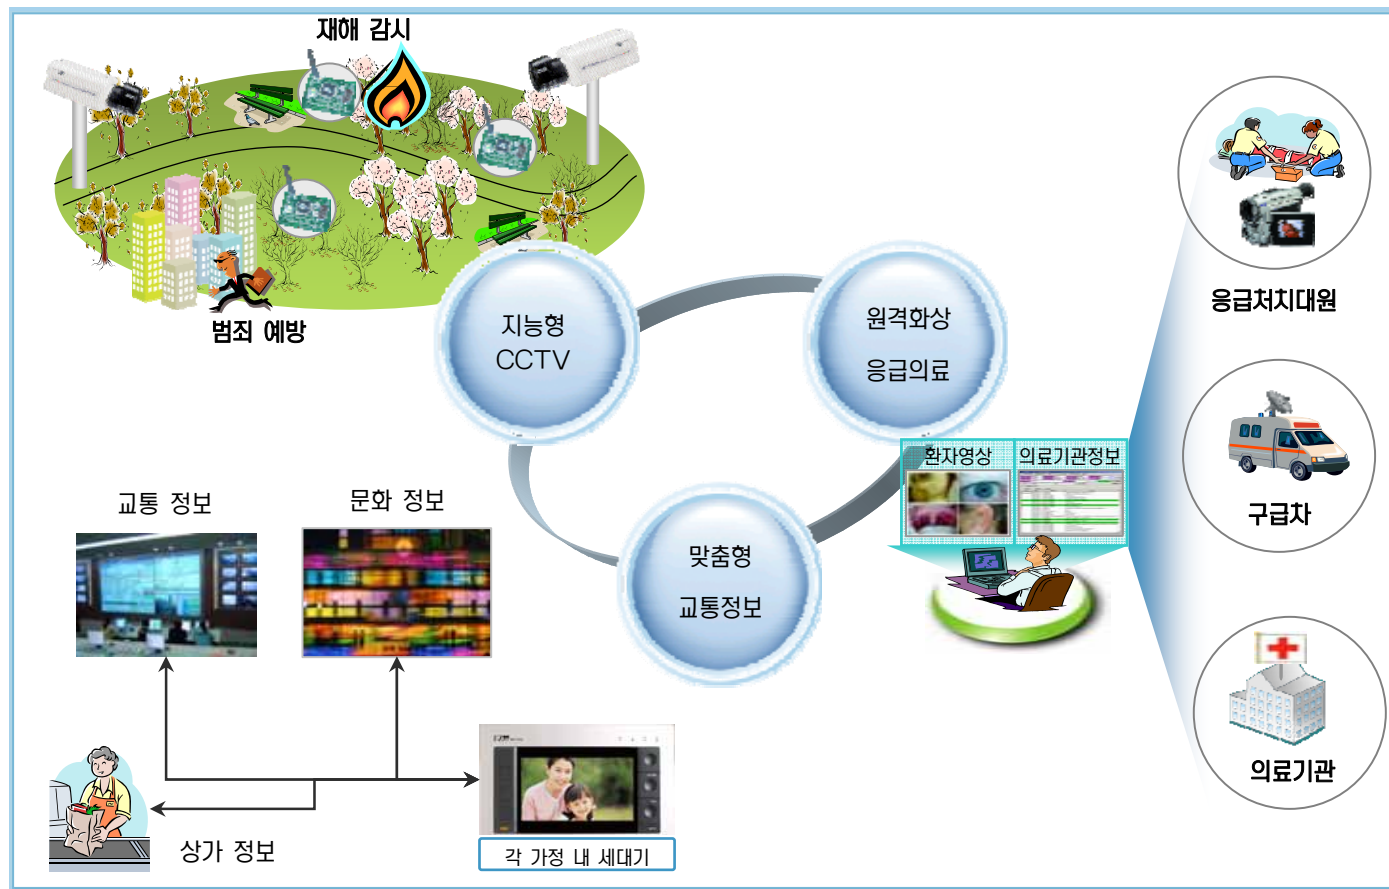 재해 감시
범죄 예방
지능형
CCTV
원격화상
응급의료
맞춤형
교통정보
환자영상
의료기관정보
응급처치대원
구급차
의료기관
교통 정보
문화 정보
상가 정보
각 가정 내 세대기